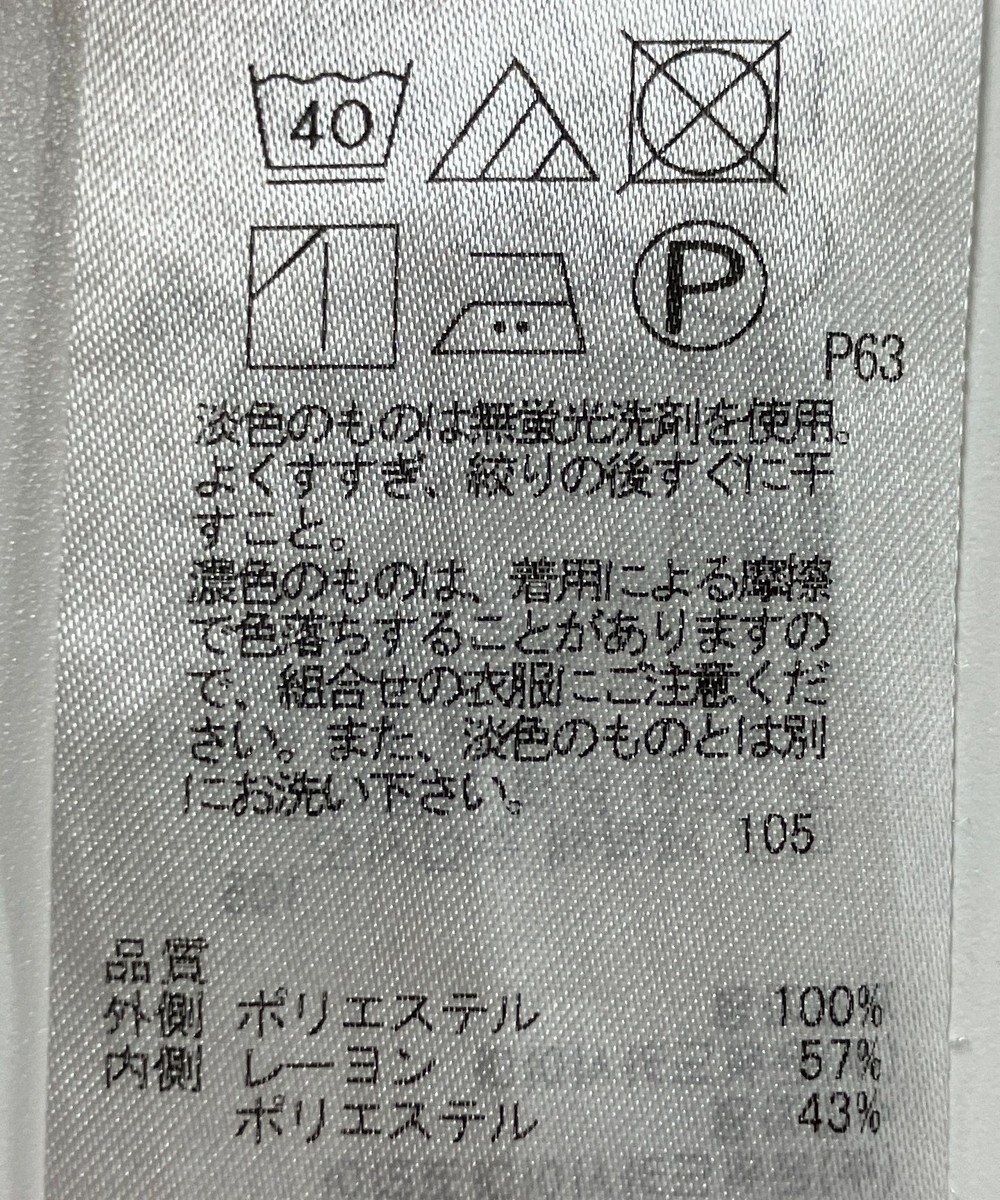 40
P
P63
淡色のものは無蛍光洗剤を使用。
よくすすぎ、絞りの後すぐに干
すこと。
濃色のものは、着用による摩擦
で色落ちすることがありますの
で、組合せの衣服にご注意くだ
さい。また、淡色のものとは別
にお洗い下さい。
105
品質
外側 ポリエステル 100%
内側 レーヨン 57%
ポリエステル 43%